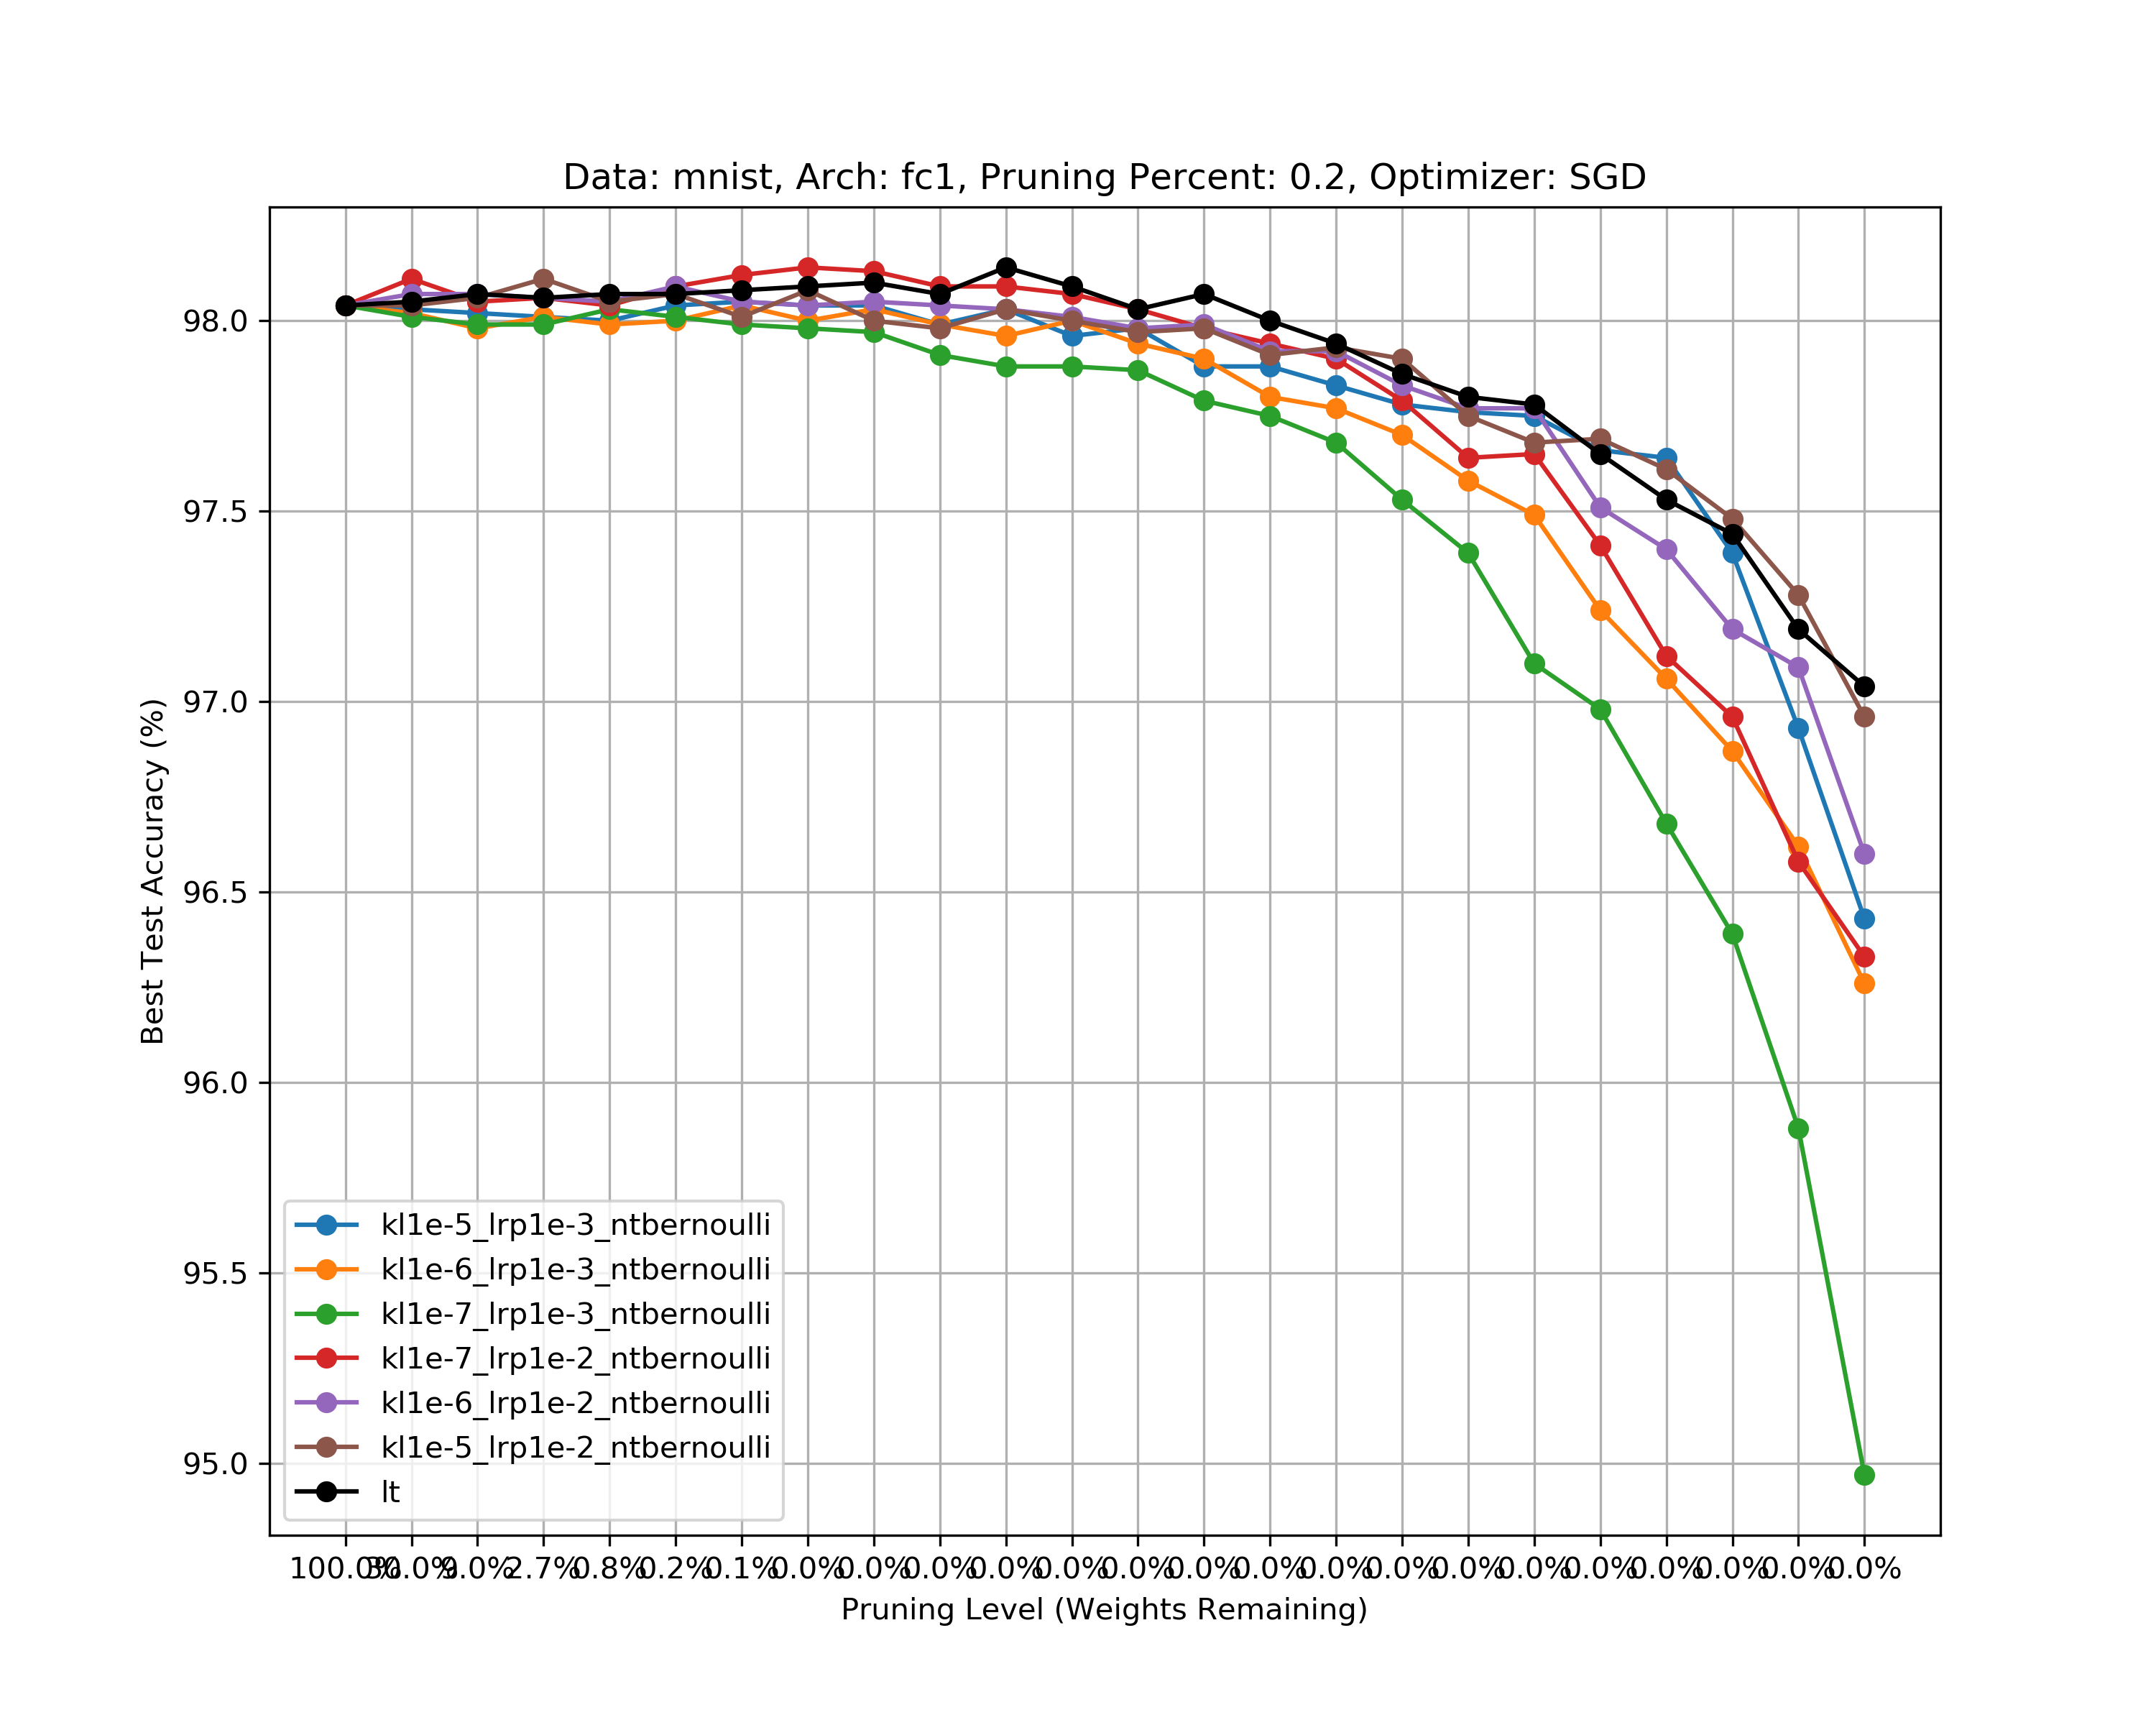 Data: mnist, Arch: fc1, Pruning Percent: 0.2, Optimizer: SGD
Best Test Accuracy (%)
98.0
97.5
97.0
96.5
96.0
95.5
95.0
kl1e-5_lrp1e-3_ntbernoulli
kl1e-6_lrp1e-3_ntbernoulli
kl1e-7_lrp1e-3_ntbernoulli
kl1e-7_lrp1e-2_ntbernoulli
kl1e-6_lrp1e-2_ntbernoulli
kl1e-5_lrp1e-2_ntbernoulli
lt
100.0% 30.0% 9.0% 2.7% 0.8% 0.2% 0.1% 0.0% 0.0% 0.0% 0.0% 0.0% 0.0% 0.0% 0.0% 0.0% 0.0% 0.0% 0.0% 0.0% 0.0% 0.0% 0.0% 0.0%
Pruning Level (Weights Remaining)